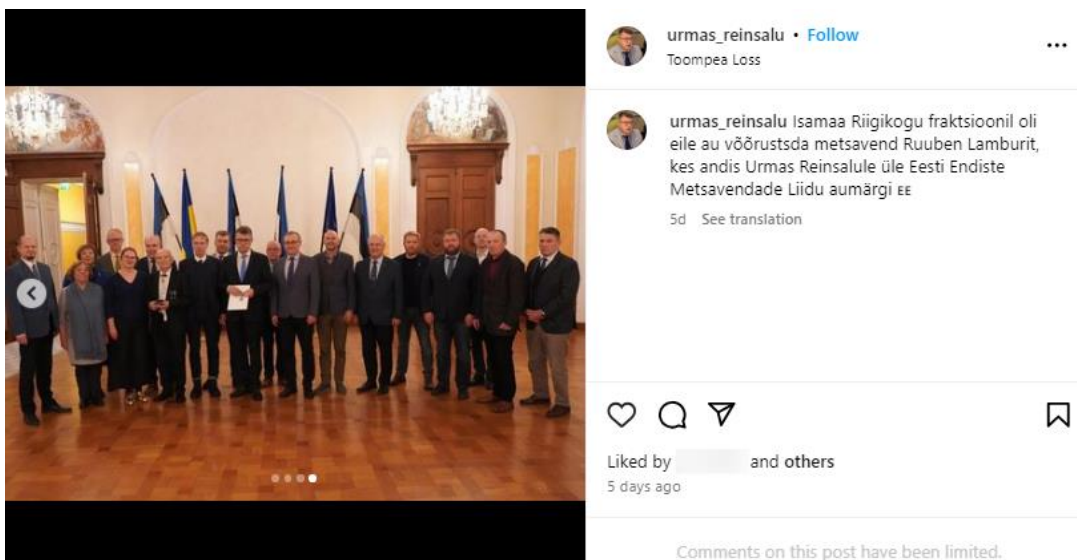 urmas_reinsalu • Follow
Toompea Loss
urmas_reinsalu Isamaa Riigikogu fraktsioonil oli
eile au võõrustsda metsavend Ruuben Lamburit,
kes andis Urmas Reinsalule üle Eesti Endiste
Metsavendade Liidu aumärgi ᴇᴇ
5d See translation
Liked by and others
5 days ago
Comments on this post have been limited.